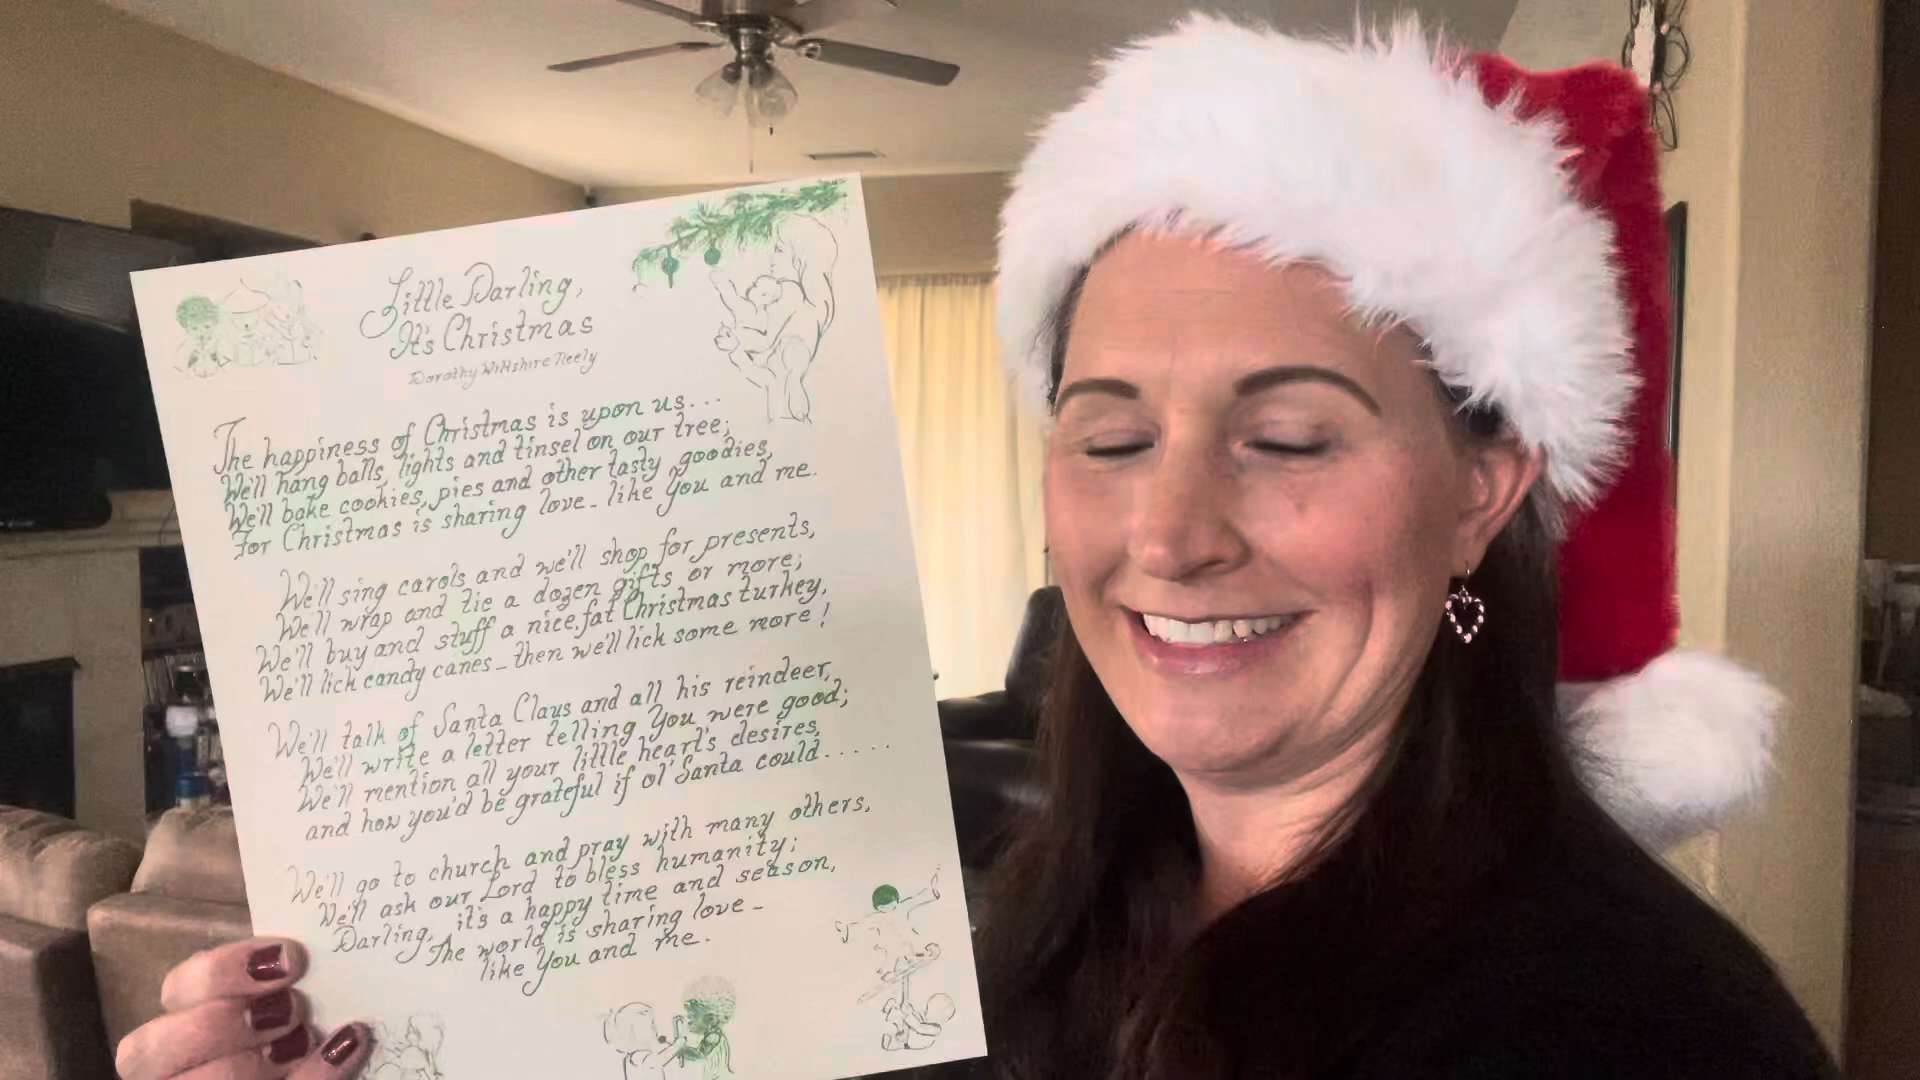 Little Darling,
It's Christmas
Dorothy Wiltshire Neely
The happiness of Christmas is upon us...
We'll hang balls, lights and tinsel on our tree;
We'll bake cookies, pies and other tasty goodies,
For Christmas is sharing love - like You and me.
We'll sing carols and we'll shop for presents,
We'll wrap and tie a dozen gifts or more;
We'll buy and stuff a nice, fat Christmas turkey,
We'll lick candy canes - then we'll lick some more!
We'll talk of Santa Claus and all his reindeer,
We'll write a letter telling You were good;
We'll mention all your little heart's desires,
and how you'd be grateful if ol' Santa could......
We'll go to church and pray with many others,
We'll ask our Lord to bless humanity;
Darling, it's a happy time and season,
The world is sharing love -
like You and me.